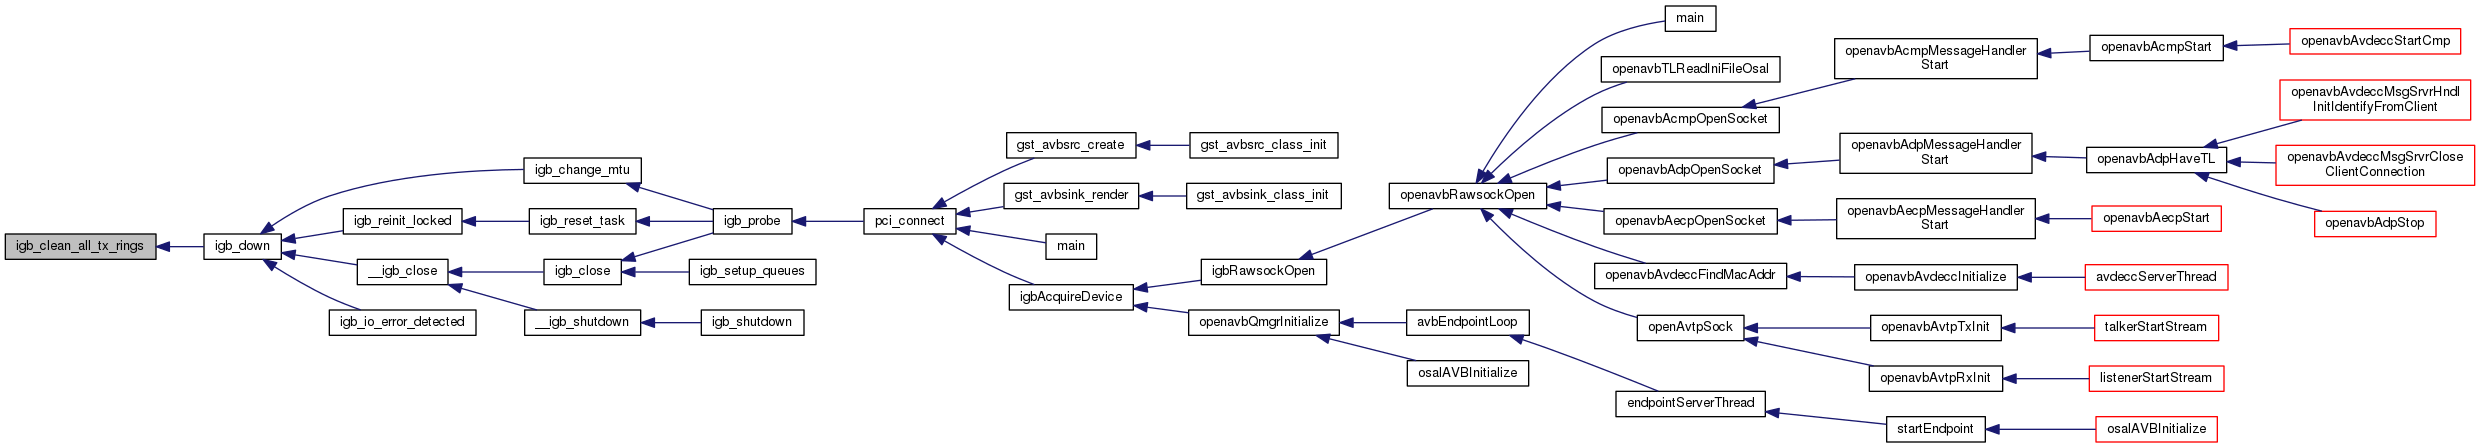 igb_clean_all_tx_rings
igb_down
igb_change_mtu
igb_reinit_locked
igb_reset_task
__igb_close
igb_close
igb_io_error_detected
__igb_shutdown
igb_shutdown
igb_setup_queues
igb_probe
pci_connect
gst_avbsrc_create
gst_avbsrc_class_init
gst_avbsink_render
gst_avbsink_class_init
main
igbAcquireDevice
igbRawsockOpen
openavbQmgrInitialize
avbEndpointLoop
osalAVBInitialize
openavbRawsockOpen
main
openavbTLReadIniFileOsal
openavbAcmpOpenSocket
openavbAcmpMessageHandler
Start
openavbAcmpStart
openavbAvdeccStartCmp
openavbAdpOpenSocket
openavbAdpMessageHandler
Start
openavbAdpHaveTL
openavbAvdeccMsgSrvrHndl
InitIdentifyFromClient
openavbAvdeccMsgSrvrClose
ClientConnection
openavbAdpStop
openavbAecpOpenSocket
openavbAecpMessageHandler
Start
openavbAecpStart
openavbAvdeccFindMacAddr
openavbAvdeccInitialize
avdeccServerThread
openAvtpSock
openavbAvtpTxInit
talkerStartStream
openavbAvtpRxInit
listenerStartStream
endpointServerThread
startEndpoint
osalAVBInitialize